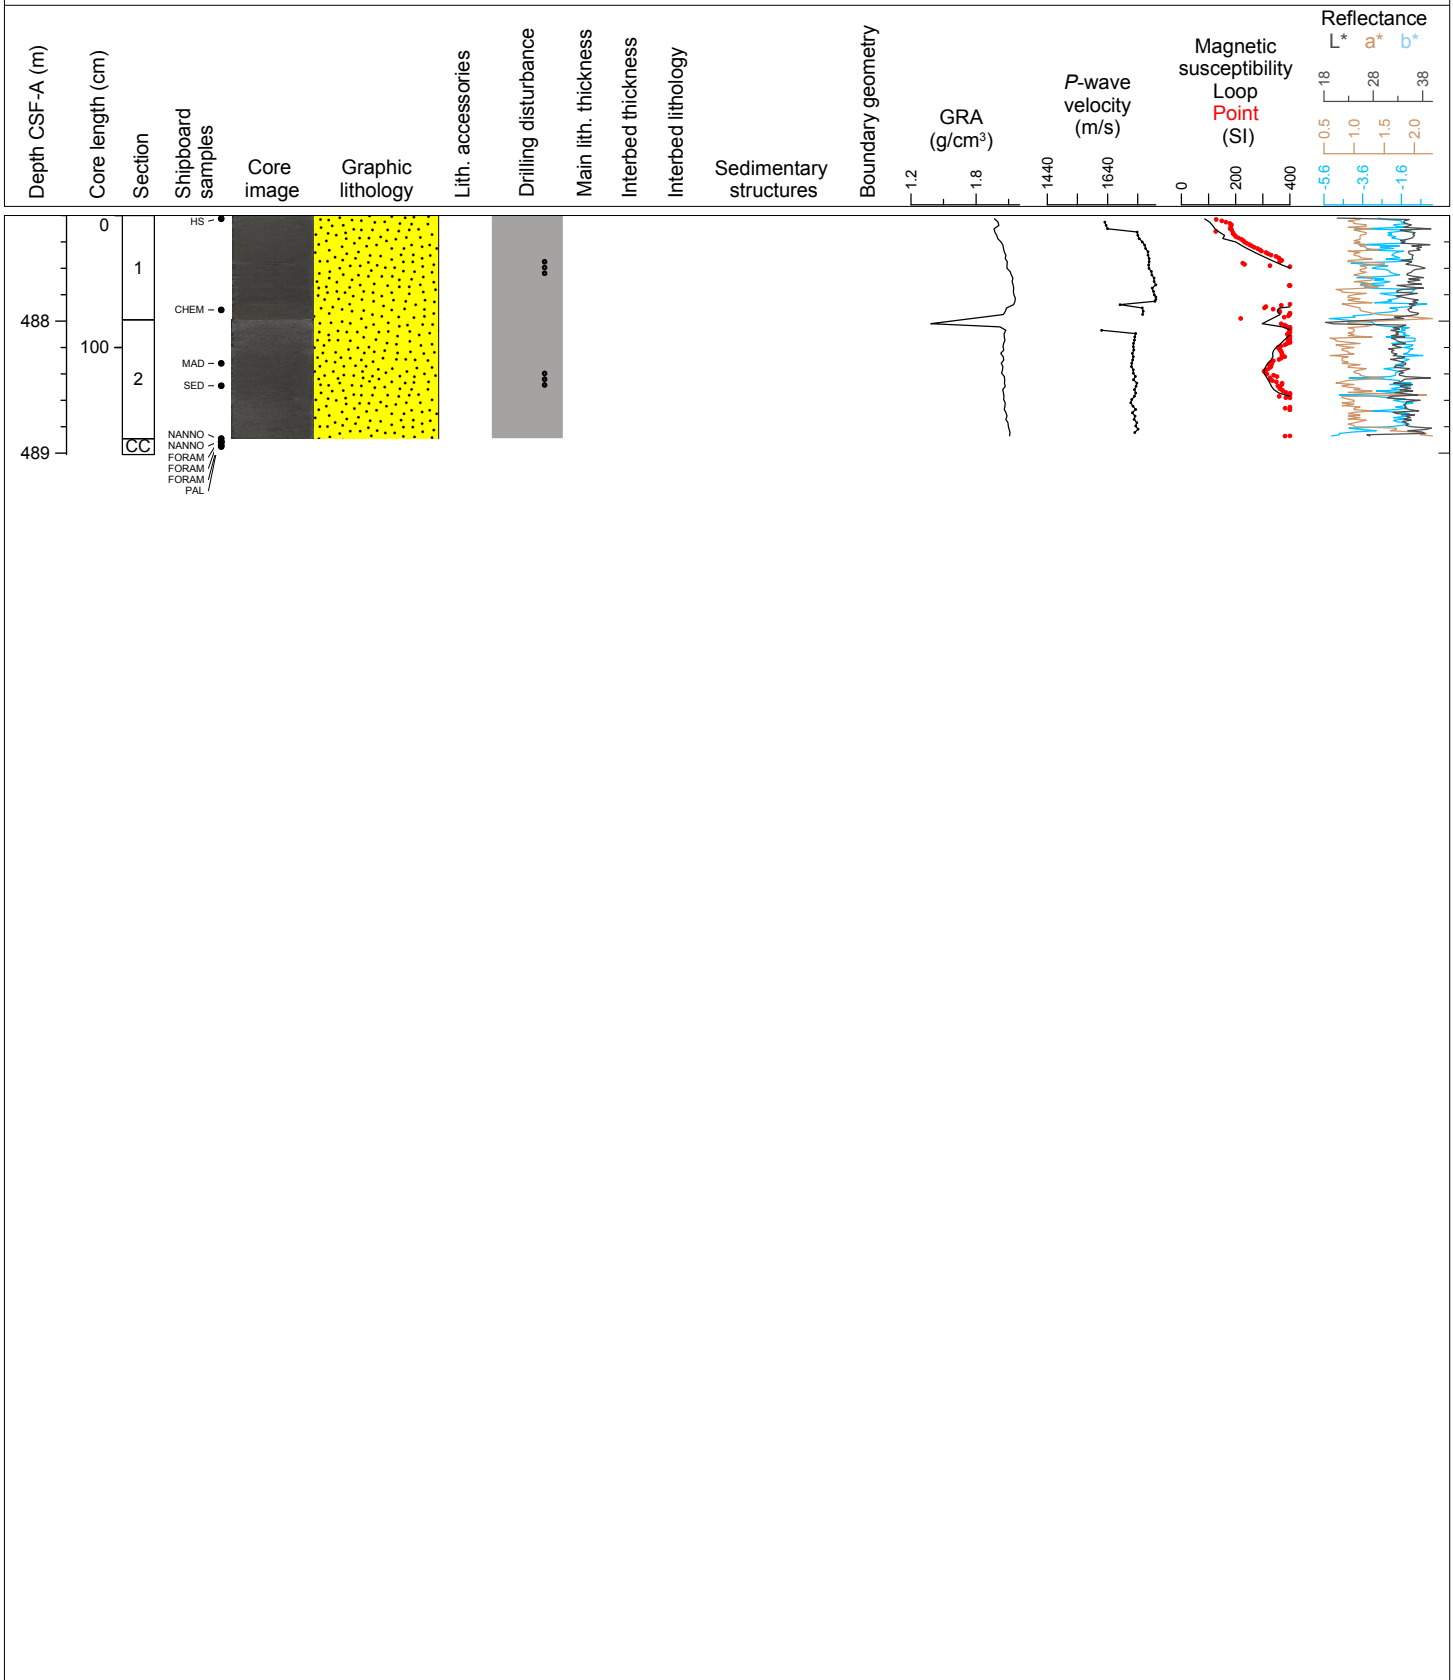 Depth CSF-A (m)
Core length (cm)
Section
Shipboard
samples
Core
image
Graphic
lithology
Lith. accessories
Drilling disturbance
Main lith. thickness
Interbed thickness
Interbed lithology
Sedimentary
structures
Boundary geometry
GRA
(g/cm³)
1.2
1.8
P-wave
velocity
(m/s)
14440
16640
Magnetic
susceptibility
Loop
Point
(SI)
0
200
400
Reflectance
L* a* b*
18
28
38
0.5
1.0
1.5
2.0
-5.6
-3.6
-1.6
0
HS
1
CHEM
488
100
MAD
2
SED
NANNO
NANNO
CC
489
FORAM
FORAM
FORAM
PAL